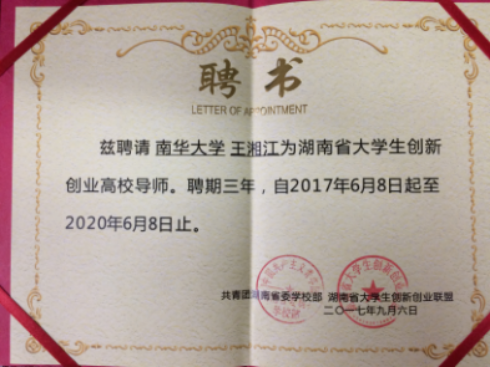 聘书
LETTER OF APPOINTMENT
兹聘请 南华大学 王湘江为湖南省大学生创新
创业高校导师。聘期三年，自2017年6月8日起至
2020年6月8日止。
共青团湖南省委学校部 湖南省大学生创新创业联盟
二〇一七年九月六日